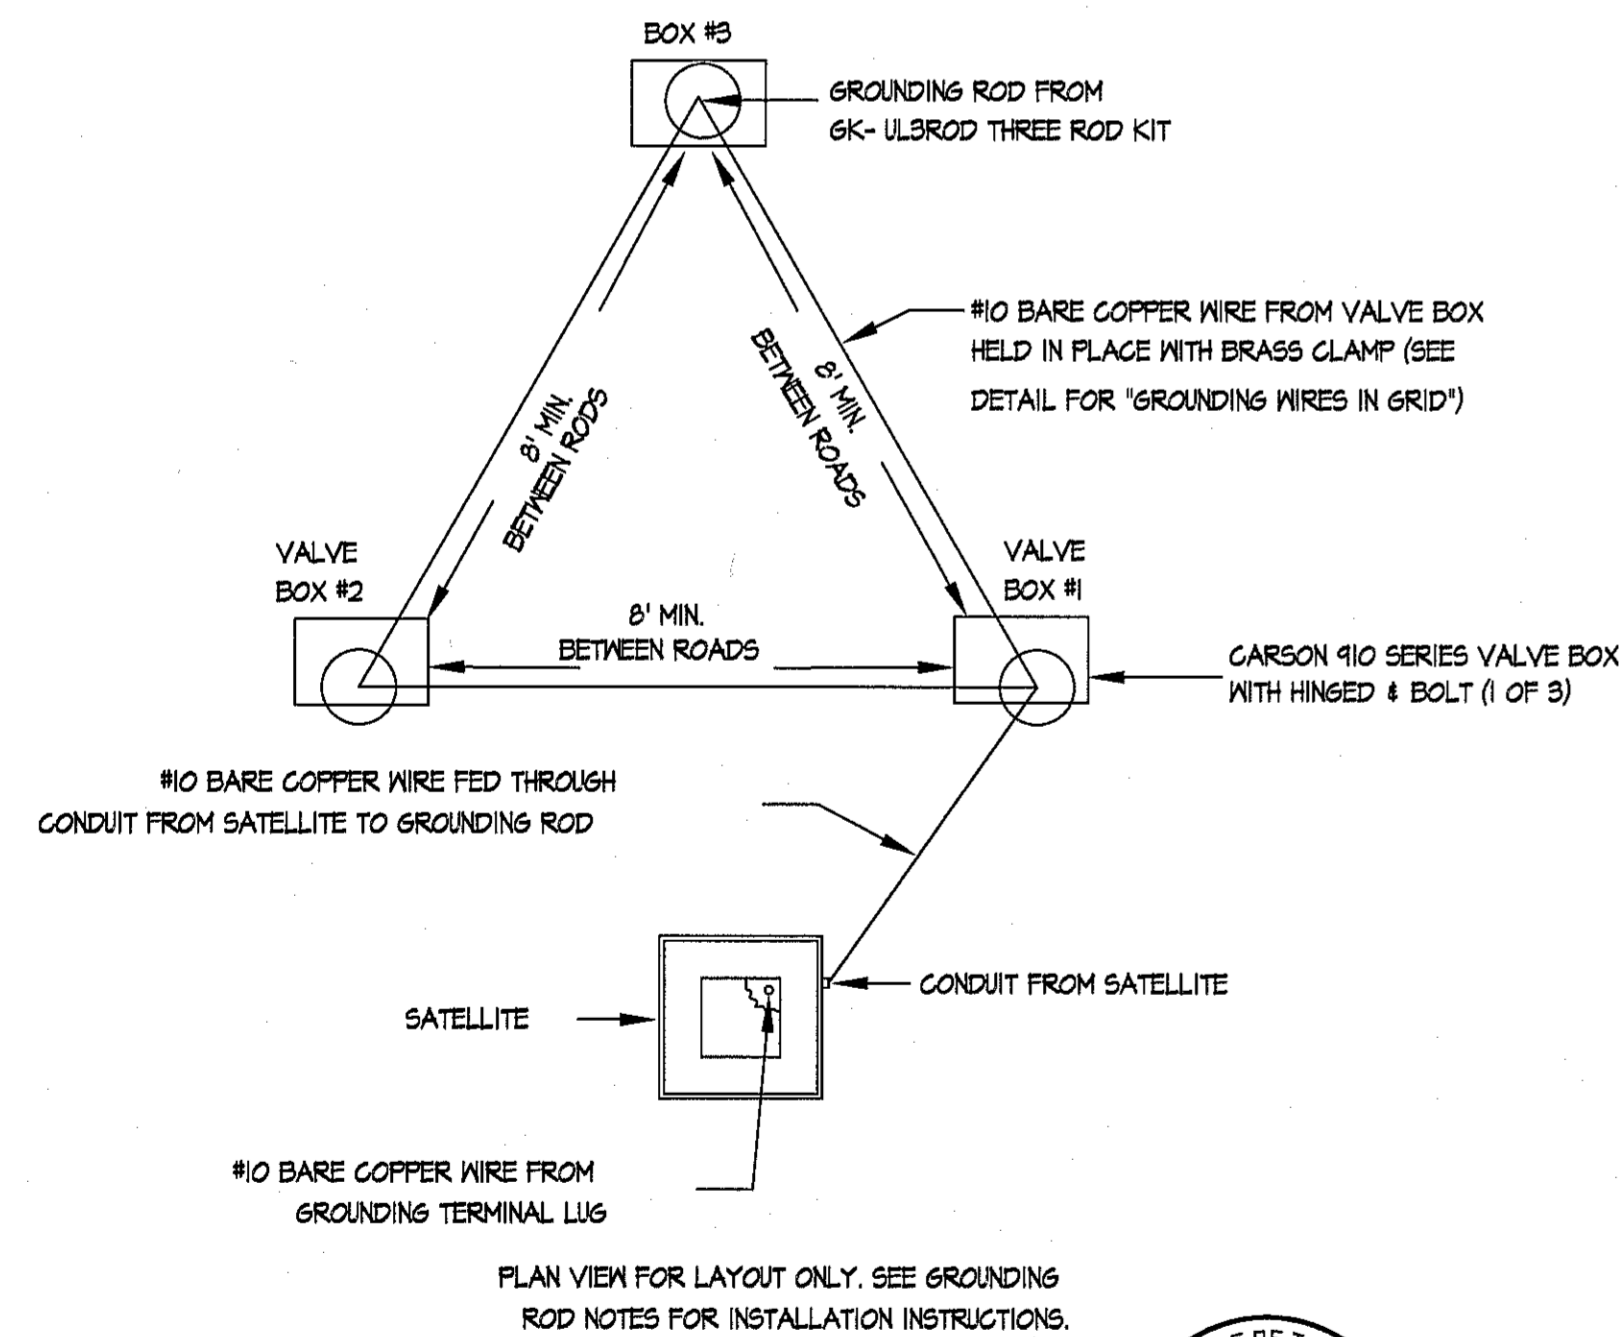 BOX #3
GROUNDING ROD FROM
GK- UL3ROD THREE ROD KIT
#10 BARE COPPER WIRE FROM VALVE BOX
HELD IN PLACE WITH BRASS CLAMP (SEE
DETAIL FOR "GROUNDING WIRES IN GRID")
8' MIN.
BETWEEN RODS
8' MIN.
BETWEEN ROADS
VALVE
BOX #2
VALVE
BOX #1
8' MIN.
BETWEEN ROADS
CARSON 910 SERIES VALVE BOX
WITH HINGED & BOLT (1 OF 3)
#10 BARE COPPER WIRE FED THROUGH
CONDUIT FROM SATELLITE TO GROUNDING ROD
CONDUIT FROM SATELLITE
SATELLITE
#10 BARE COPPER WIRE FROM
GROUNDING TERMINAL LUG
PLAN VIEW FOR LAYOUT ONLY. SEE GROUNDING
ROD NOTES FOR INSTALLATION INSTRUCTIONS.